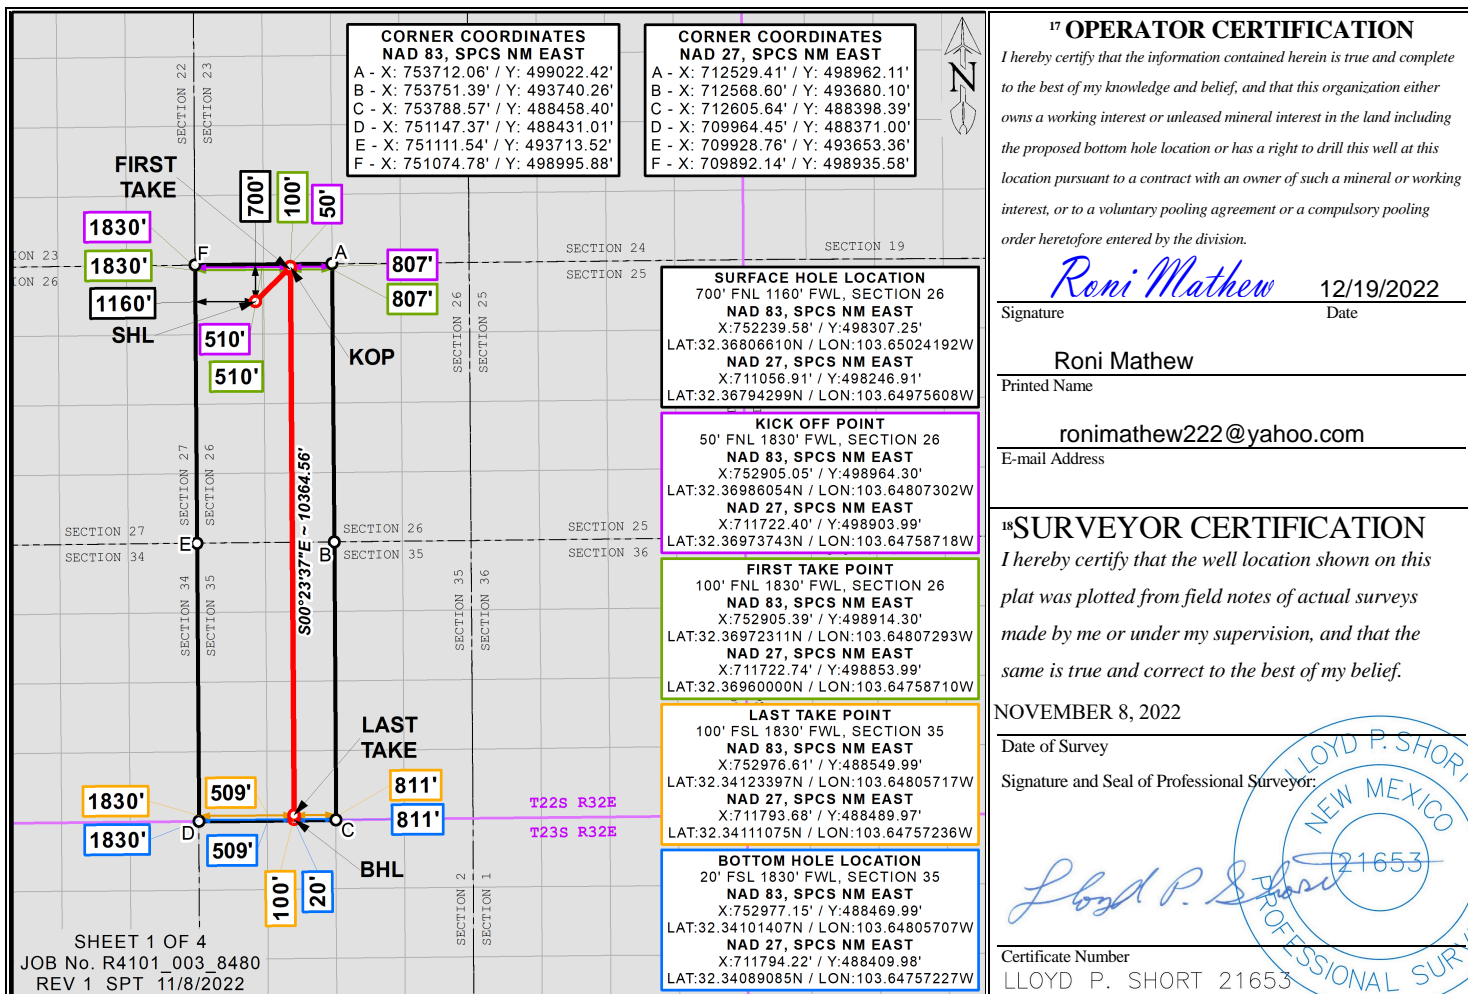 CORNER COORDINATES
NAD 83, SPCS NM EAST
A - X: 753712.06' / Y: 499022.42'
B - X: 753751.39' / Y: 493740.26'
C - X: 753788.57' / Y: 488458.40'
D - X: 751147.37' / Y: 488431.01'
E - X: 751111.54' / Y: 493713.52'
F - X: 751074.78' / Y: 498995.88'
CORNER COORDINATES
NAD 27, SPCS NM EAST
A - X: 712529.41' / Y: 498962.11'
B - X: 712568.60' / Y: 493680.10'
C - X: 712605.64' / Y: 488398.39'
D - X: 709964.45' / Y: 488371.00'
E - X: 709928.76' / Y: 493653.36'
F - X: 709892.14' / Y: 498935.58'
N
SECTION 22
SECTION 23
FIRST
TAKE
700'
100'
50'
1830'
1830'
1160'
SHL
F
A
807'
807'
510'
510'
KOP
ION 23
ION 26
SECTION 24
SECTION 25
SECTION 19
SECTION 26
SECTION 25
SECTION 27
SECTION 26
S00°23'37"E ~ 10364.56'
SECTION 27
SECTION 34
E
B
SECTION 26
SECTION 35
SECTION 25
SECTION 36
SECTION 34
SECTION 35
SECTION 35
SECTION 36
LAST
TAKE
1830'
1830'
509'
509'
811'
811'
D
C
T22S R32E
T23S R32E
100'
20'
BHL
SECTION 2
SECTION 1
SHEET 1 OF 4
JOB No. R4101_003_8480
REV 1 SPT 11/8/2022
SURFACE HOLE LOCATION
700' FNL 1160' FWL, SECTION 26
NAD 83, SPCS NM EAST
X:752239.58' / Y:498307.25'
LAT:32.36806610N / LON:103.65024192W
NAD 27, SPCS NM EAST
X:711056.91' / Y:498246.91'
LAT:32.36794299N / LON:103.64975608W
KICK OFF POINT
50' FNL 1830' FWL, SECTION 26
NAD 83, SPCS NM EAST
X:752905.05' / Y:498964.30'
LAT:32.36986054N / LON:103.64807302W
NAD 27, SPCS NM EAST
X:711722.40' / Y:498903.99'
LAT:32.36973743N / LON:103.64758718W
FIRST TAKE POINT
100' FNL 1830' FWL, SECTION 26
NAD 83, SPCS NM EAST
X:752905.39' / Y:498914.30'
LAT:32.36972311N / LON:103.64807293W
NAD 27, SPCS NM EAST
X:711722.74' / Y:498853.99'
LAT:32.36960000N / LON:103.64758710W
LAST TAKE POINT
100' FSL 1830' FWL, SECTION 35
NAD 83, SPCS NM EAST
X:752976.61' / Y:488549.99'
LAT:32.34123397N / LON:103.64805717W
NAD 27, SPCS NM EAST
X:711793.68' / Y:488489.97'
LAT:32.34111075N / LON:103.64757236W
BOTTOM HOLE LOCATION
20' FSL 1830' FWL, SECTION 35
NAD 83, SPCS NM EAST
X:752977.15' / Y:488469.99'
LAT:32.34101407N / LON:103.64805707W
NAD 27, SPCS NM EAST
X:711794.22' / Y:488409.98'
LAT:32.34089085N / LON:103.64757227W
17 OPERATOR CERTIFICATION
I hereby certify that the information contained herein is true and complete
to the best of my knowledge and belief, and that this organization either
owns a working interest or unleased mineral interest in the land including
the proposed bottom hole location or has a right to drill this well at this
location pursuant to a contract with an owner of such a mineral or working
interest, or to a voluntary pooling agreement or a compulsory pooling
order heretofore entered by the division.
Roni Mathew 12/19/2022
Signature Date
Roni Mathew
Printed Name
ronimathew222@yahoo.com
E-mail Address
18 SURVEYOR CERTIFICATION
I hereby certify that the well location shown on this
plat was plotted from field notes of actual surveys
made by me or under my supervision, and that the
same is true and correct to the best of my belief.
NOVEMBER 8, 2022
Date of Survey
Signature and Seal of Professional Surveyor:
LLOYD P. SHORT
NEW MEXICO
21653
PROFESSIONAL SURV
Lloyd P. Short
Certificate Number
LLOYD P. SHORT 21653